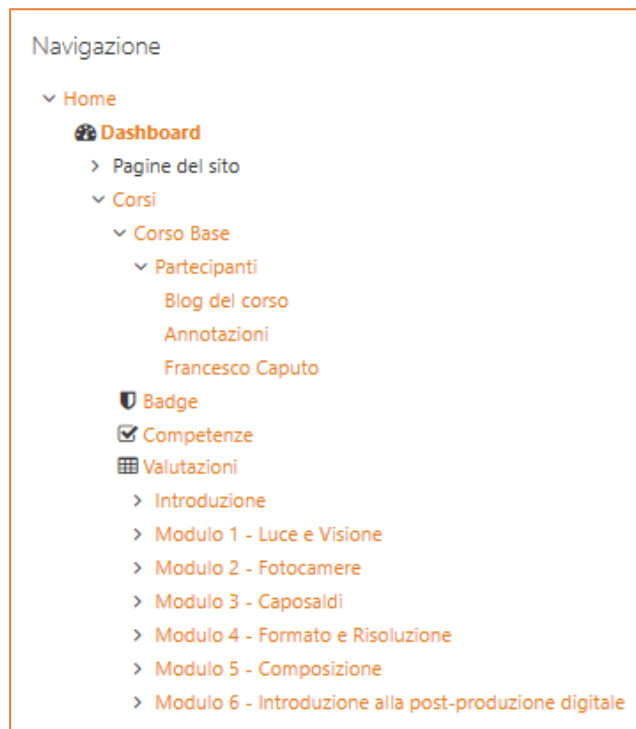 Navigazione
Home
Dashboard
Pagine del sito
Corsi
Corso Base
Partecipanti
Blog del corso
Annotazioni
Francesco Caputo
Badge
Competenze
Valutazioni
Introduzione
Modulo 1 - Luce e Visione
Modulo 2 - Fotocamere
Modulo 3 - Caposaldi
Modulo 4 - Formato e Risoluzione
Modulo 5 - Composizione
Modulo 6 - Introduzione alla post-produzione digitale